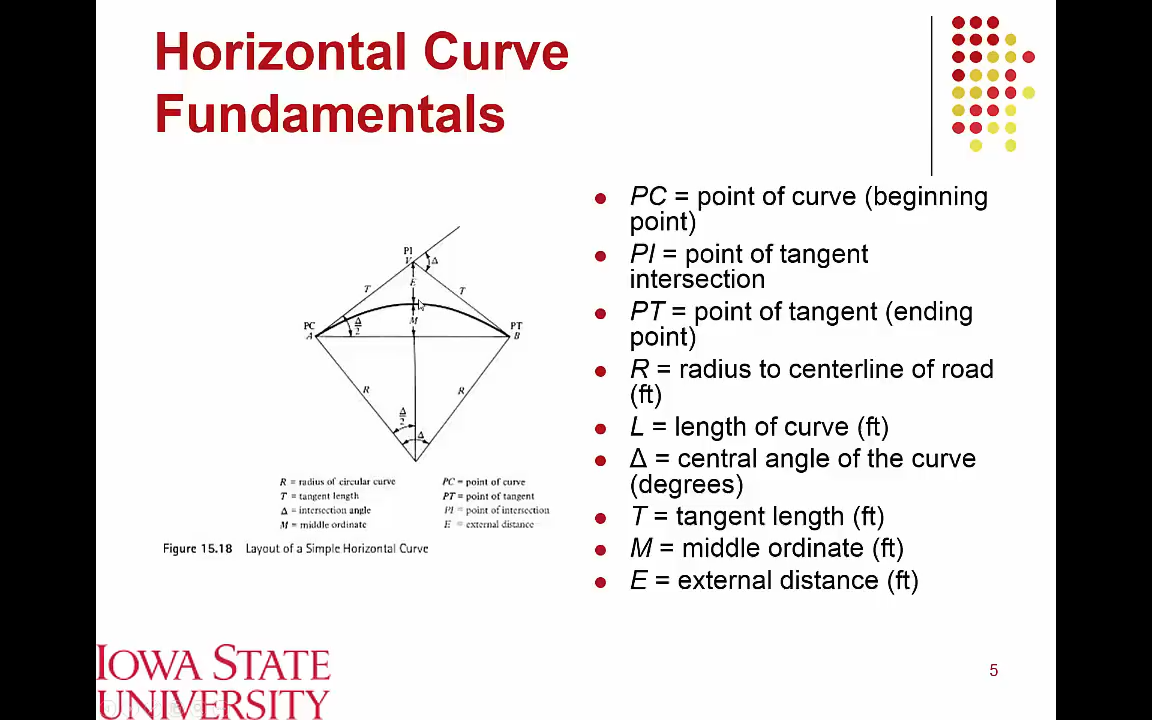 Horizontal Curve
Fundamentals
PI
V
Δ
E
T
T
PC
A
Δ
2
M
PT
B
R
R
Δ
2
Δ
R = radius of circular curve
T = tangent length
Δ = intersection angle
M = middle ordinate
PC = point of curve
PT = point of tangent
PI = point of intersection
E = external distance
Figure 15.18 Layout of a Simple Horizontal Curve
PC = point of curve (beginning
point)
PI = point of tangent
intersection
PT = point of tangent (ending
point)
R = radius to centerline of road
(ft)
L = length of curve (ft)
Δ = central angle of the curve
(degrees)
T = tangent length (ft)
M = middle ordinate (ft)
E = external distance (ft)
IOWA STATE
UNIVERSITY
5